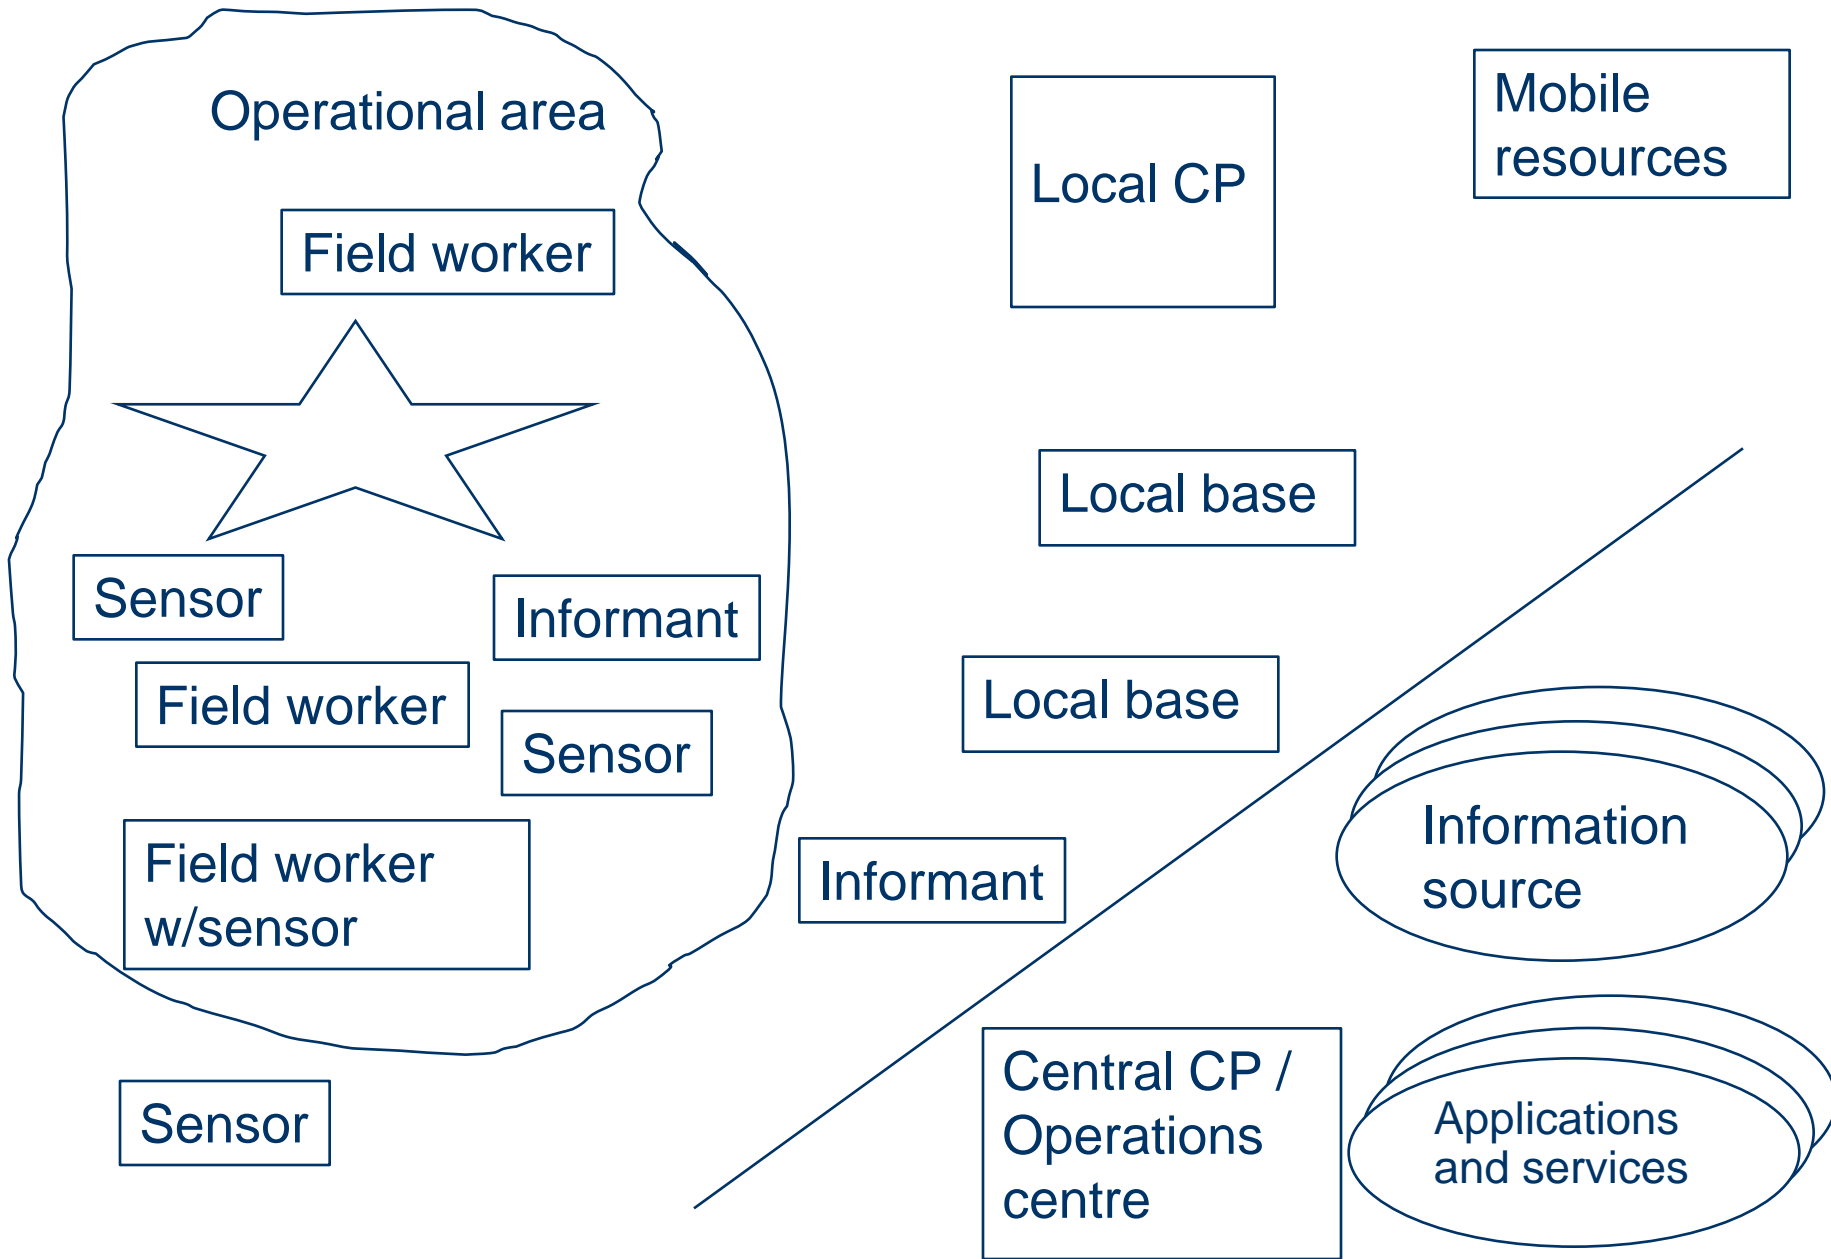 Operational area
Field worker
Sensor
Informant
Field worker
Sensor
Field worker
w/sensor
Sensor
Local CP
Mobile
resources
Local base
Local base
Informant
Information
source
Central CP /
Operations
centre
Applications
and services